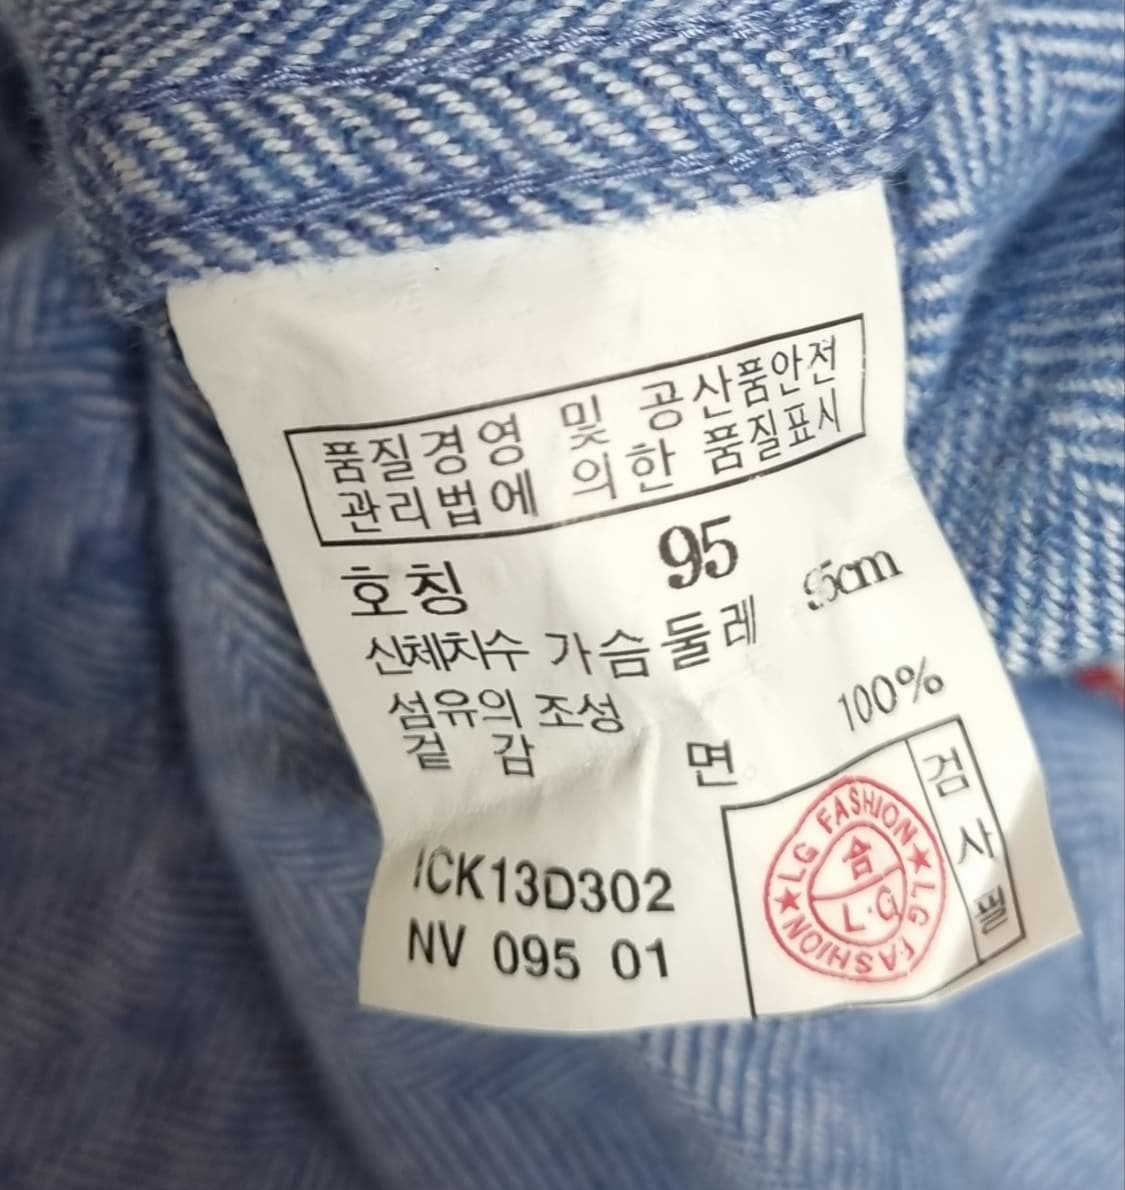 품질경영 및 공산품안전
관리법에 의한 품질표시
호칭 95
신체치수 가슴둘레 95cm
섬유의 조성
겉 감 면 100%
ICK13D302
NV 095 01
검사필
★LG FASHION★LG FASHION
합
L·G